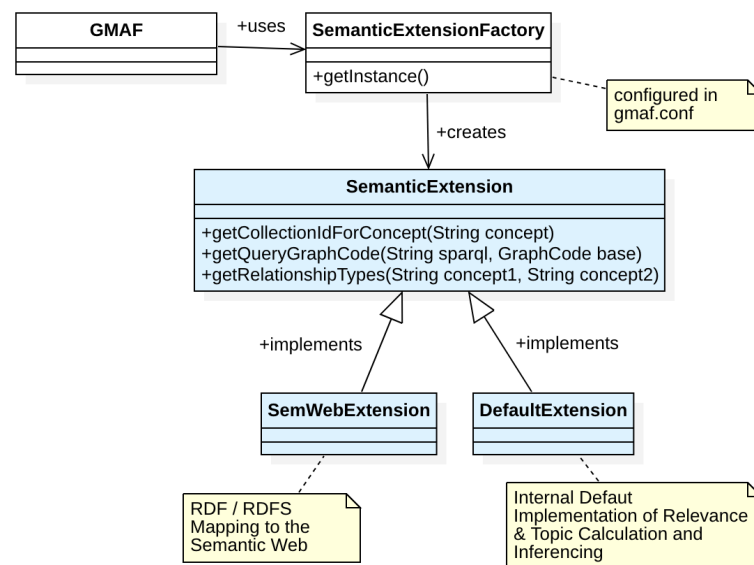 GMAF
+uses
SemanticExtensionFactory
+getInstance()
configured in
gmaf.conf
+creates
SemanticExtension
+getCollectionIdForConcept(String concept)
+getQueryGraphCode(String sparql, GraphCode base)
+getRelationshipTypes(String concept1, String concept2)
+implements
+implements
SemWebExtension
DefaultExtension
RDF / RDFS
Mapping to the
Semantic Web
Internal Defaut
Implementation of Relevance
& Topic Calculation and
Inferencing